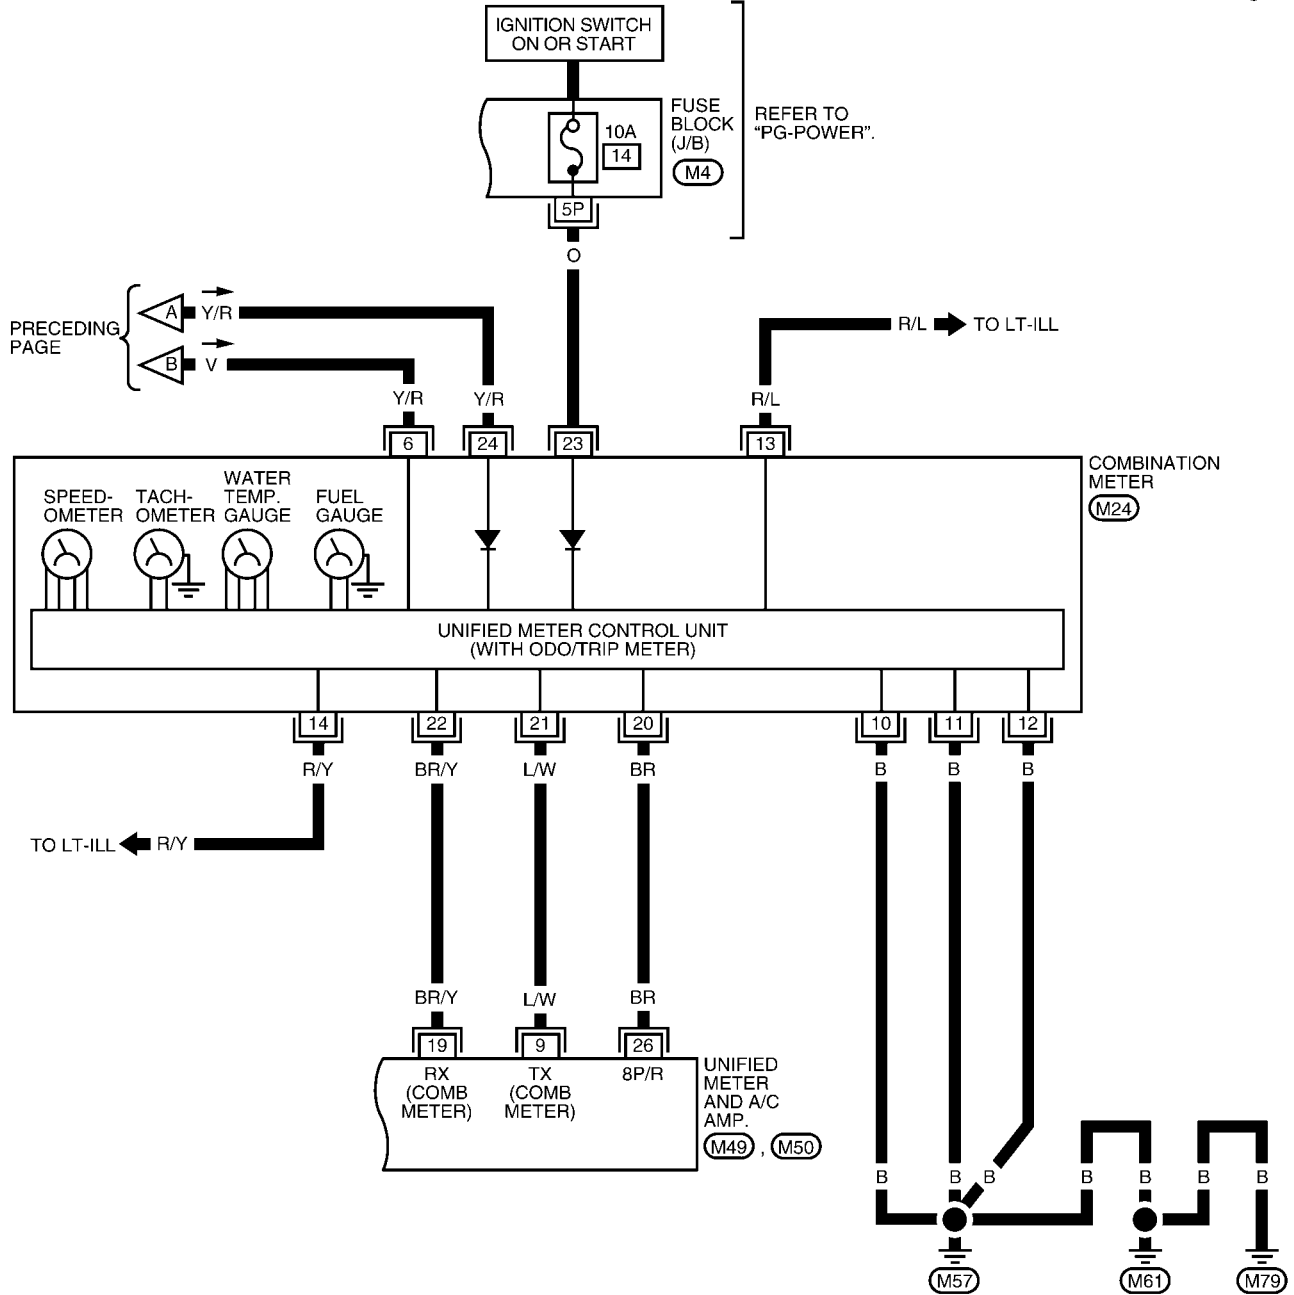 IGNITION SWITCH
ON OR START
FUSE
BLOCK
(J/B)
M4
10A
14
5P
REFER TO
"PG-POWER".
O
PRECEDING
PAGE
A
Y/R
B
V
R/L
TO LT-ILL
Y/R
Y/R
R/L
6
24
23
13
COMBINATION
METER
M24
SPEED-
OMETER
TACH-
OMETER
WATER
TEMP.
GAUGE
FUEL
GAUGE
UNIFIED METER CONTROL UNIT
(WITH ODO/TRIP METER)
14
22
21
20
10
11
12
R/Y
BR/Y
L/W
BR
B
B
B
TO LT-ILL
R/Y
BR/Y
L/W
BR
19
9
26
RX
(COMB
METER)
TX
(COMB
METER)
8P/R
UNIFIED
METER
AND A/C
AMP.
M49 , M50
B
B
B
B
B
B
B
M57
M61
M79